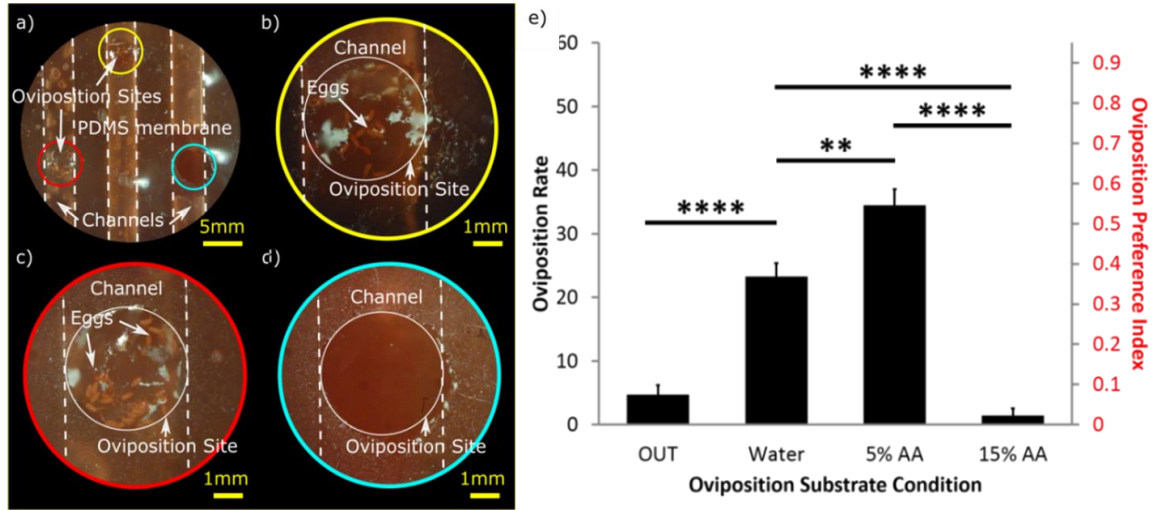 a)
Oviposition Sites
PDMS membrane
Channels
5mm
b)
Channel
Eggs
Oviposition Site
1mm
c)
Channel
Eggs
Oviposition Site
1mm
d)
Channel
Oviposition Site
1mm
e)
Oviposition Rate
60
50
40
30
20
10
0
****
**
****
****
0.9
0.8
0.7
0.6
0.5
0.4
0.3
0.2
0.1
0
Oviposition Preference Index
OUT Water 5% AA 15% AA
Oviposition Substrate Condition